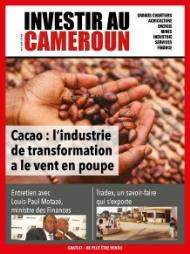 INVESTIR AU
CAMEROUN
GRANDS CHANTIERS
AGRICULTURE
ENERGIE
MINES
INDUSTRIE
SERVICES
FINANCE
Cacao : l'industrie
de transformation
a le vent en poupe
Entretien avec
Louis-Paul Motazé,
ministre des Finances
Tradex, un savoir-faire
qui s'exporte
GRATUIT - NE PEUT ÊTRE VENDU